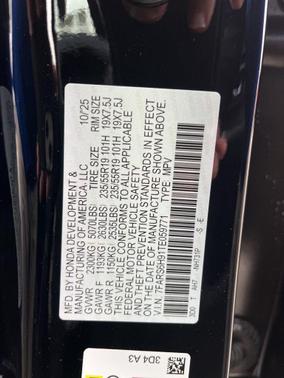 MFD BY HONDA DEVELOPMENT &
MANUFACTURING OF AMERICA, LLC 10/25
GVWR 2300KG (5070LBS) TIRE SIZE RIM SIZE
GAWR F 1193KG (2630LBS) 235/55R19 101H 19X7.5J
GAWR R 1150KG (2535LBS) 235/55R19 101H 19X7.5J
THIS VEHICLE CONFORMS TO ALL APPLICABLE
FEDERAL MOTOR VEHICLE SAFETY AND
THEFT PREVENTION STANDARDS IN EFFECT
ON THE DATE OF MANUFACTURE SHOWN ABOVE.
V.I.N. 7FARS6H91TE059771 TYPE: MPV
3D4 A3